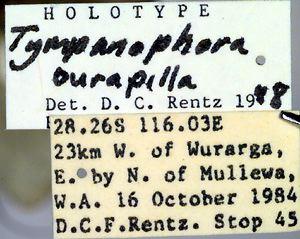 HOLOTYPE
Tympanophora
ourapilla
Det. D. C. Rentz 1988
28.26S 116.03E
23km W. of Wurarga,
E. by N. of Mullewa,
W.A. 16 October 1984
D.C.F.Rentz. Stop 45